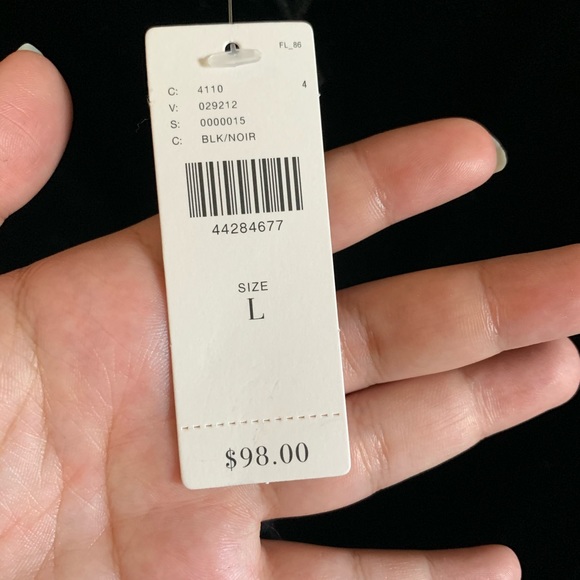 FL_86
C: 4110 4
V: 029212
S: 0000015
C: BLK/NOIR
44284677
SIZE
L
$98.00